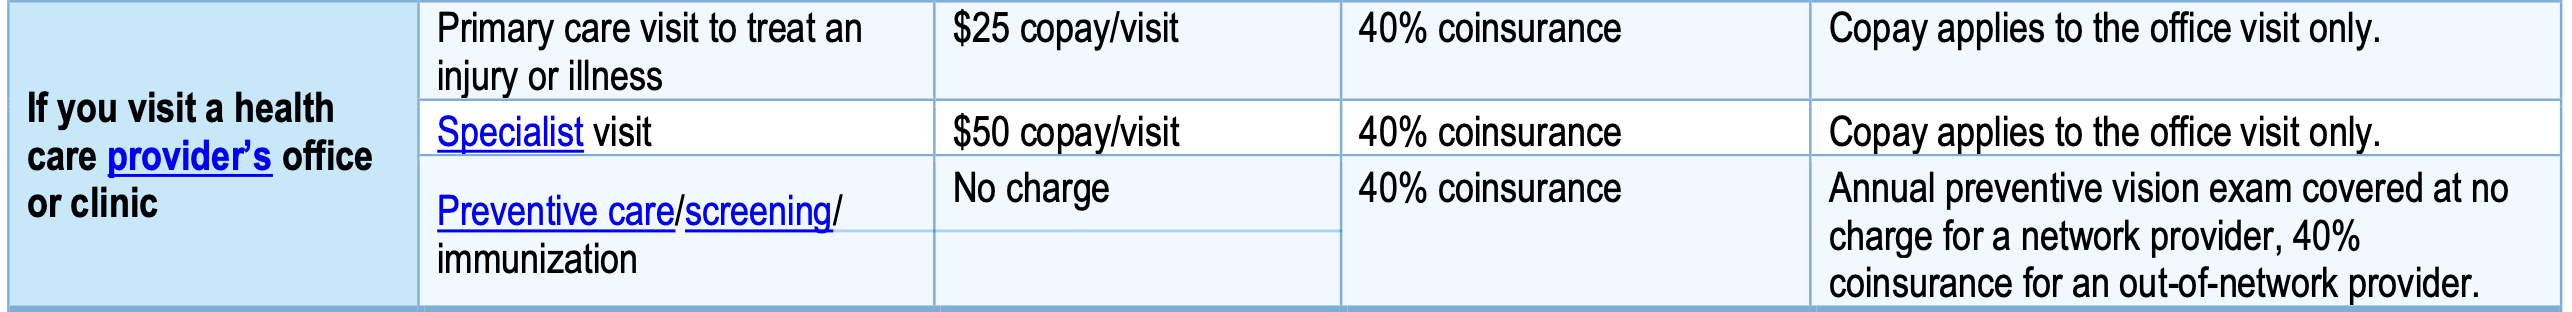 If you visit a health
care provider's office
or clinic
Primary care visit to treat an
injury or illness
$25 copay/visit
40% coinsurance
Copay applies to the office visit only.
Specialist visit
$50 copay/visit
40% coinsurance
Copay applies to the office visit only.
Preventive care/screening/
immunization
No charge
40% coinsurance
Annual preventive vision exam covered at no
charge for a network provider, 40%
coinsurance for an out-of-network provider.